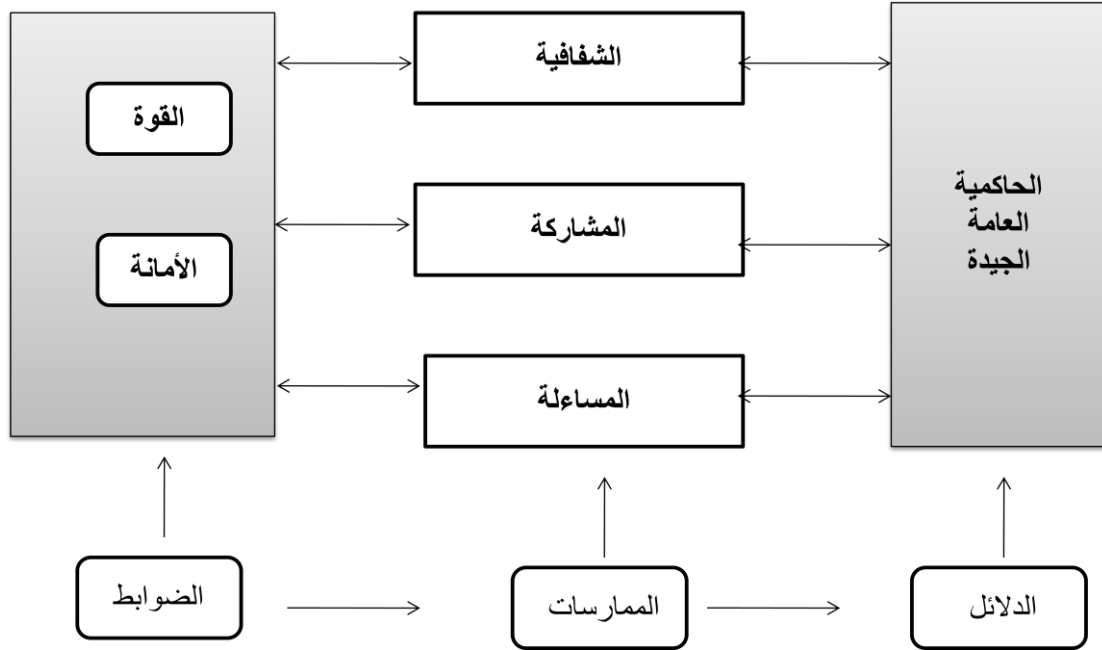 الشفافية
القوة
الحاكمية
العامة
الجيدة
المشاركة
الأمانة
المساءلة
الضوابط
الممارسات
الدلائل